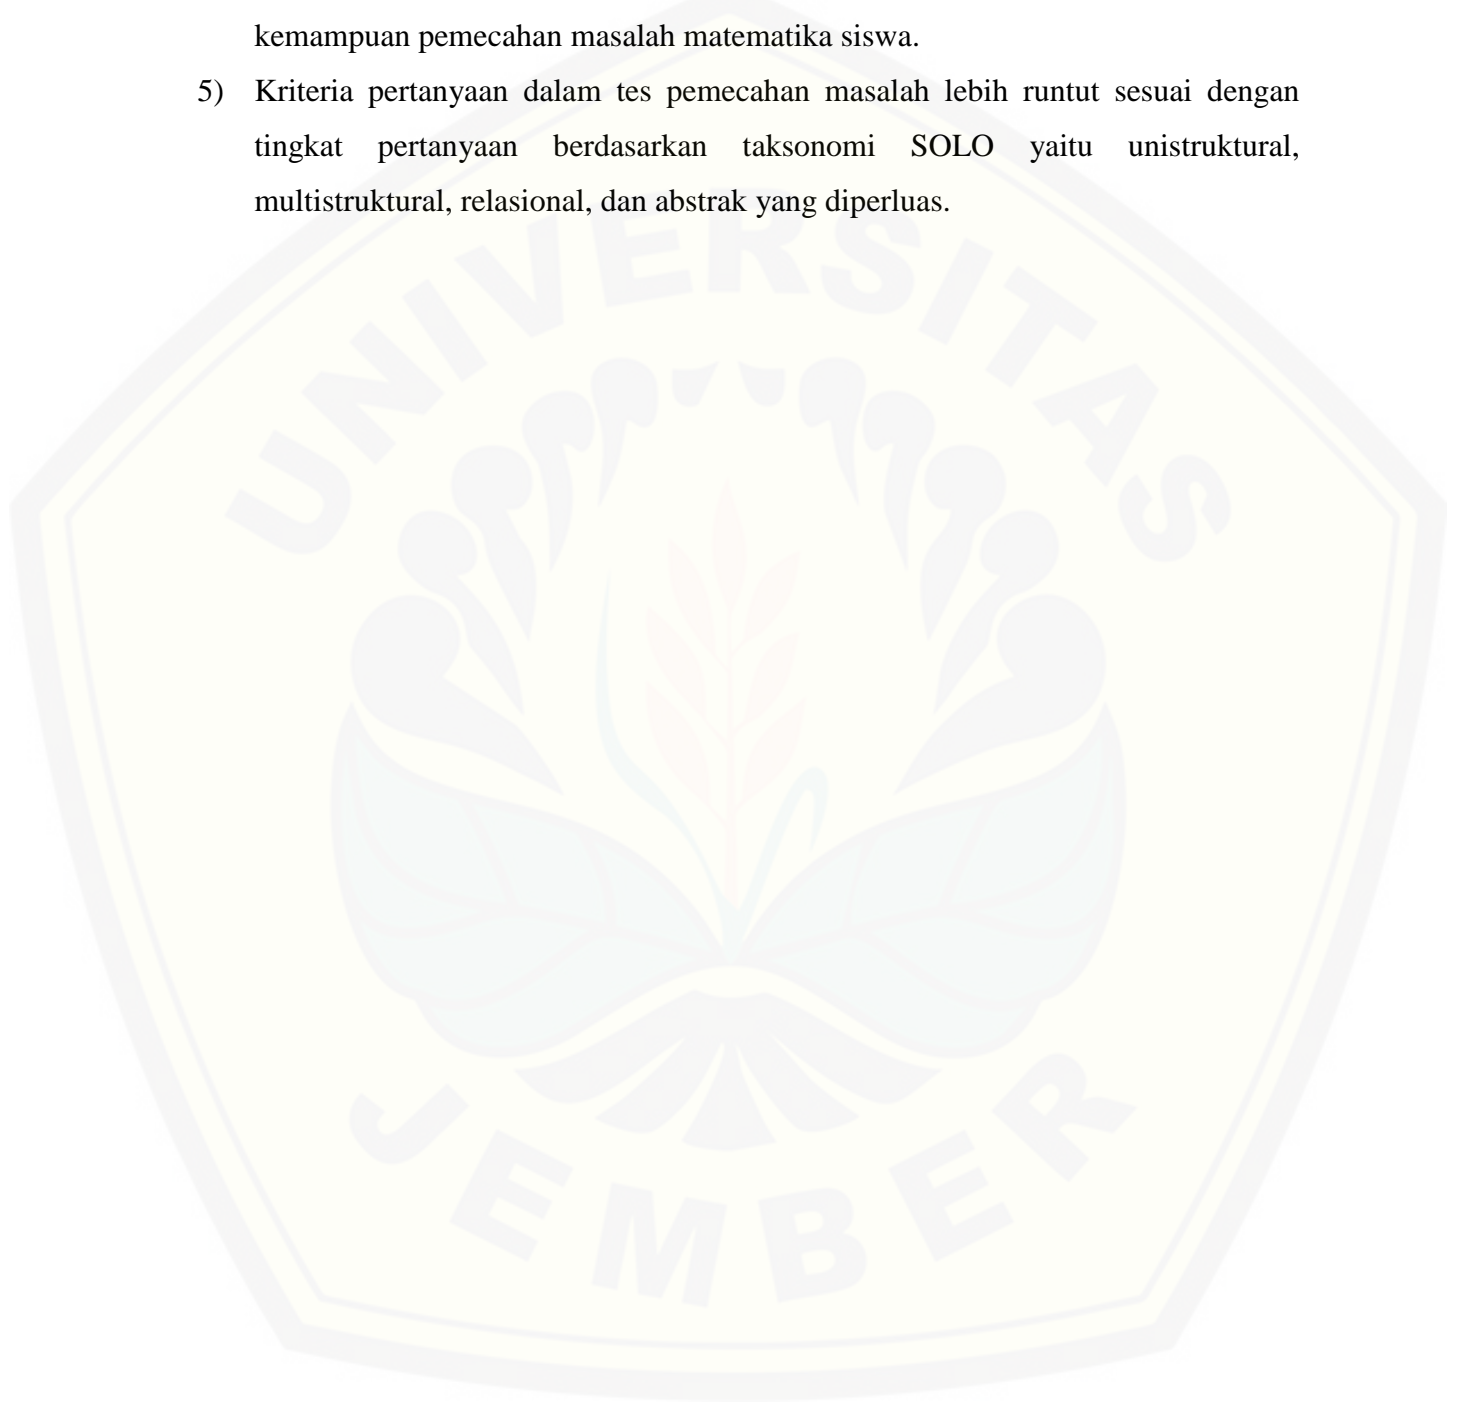 kemampuan pemecahan masalah matematika siswa.
5) Kriteria pertanyaan dalam tes pemecahan masalah lebih runtut sesuai dengan
tingkat pertanyaan berdasarkan taksonomi SOLO yaitu unistruktural,
multistruktural, relasional, dan abstrak yang diperluas.
UNIVERSITAS
JEMBER